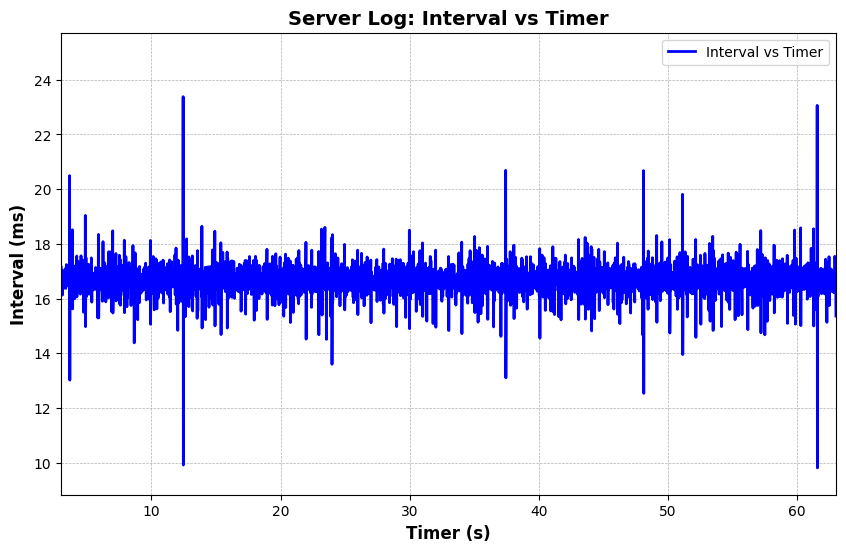 Server Log: Interval vs Timer
Interval vs Timer
24
22
20
18
16
14
12
10
Interval (ms)
10 20 30 40 50 60
Timer (s)